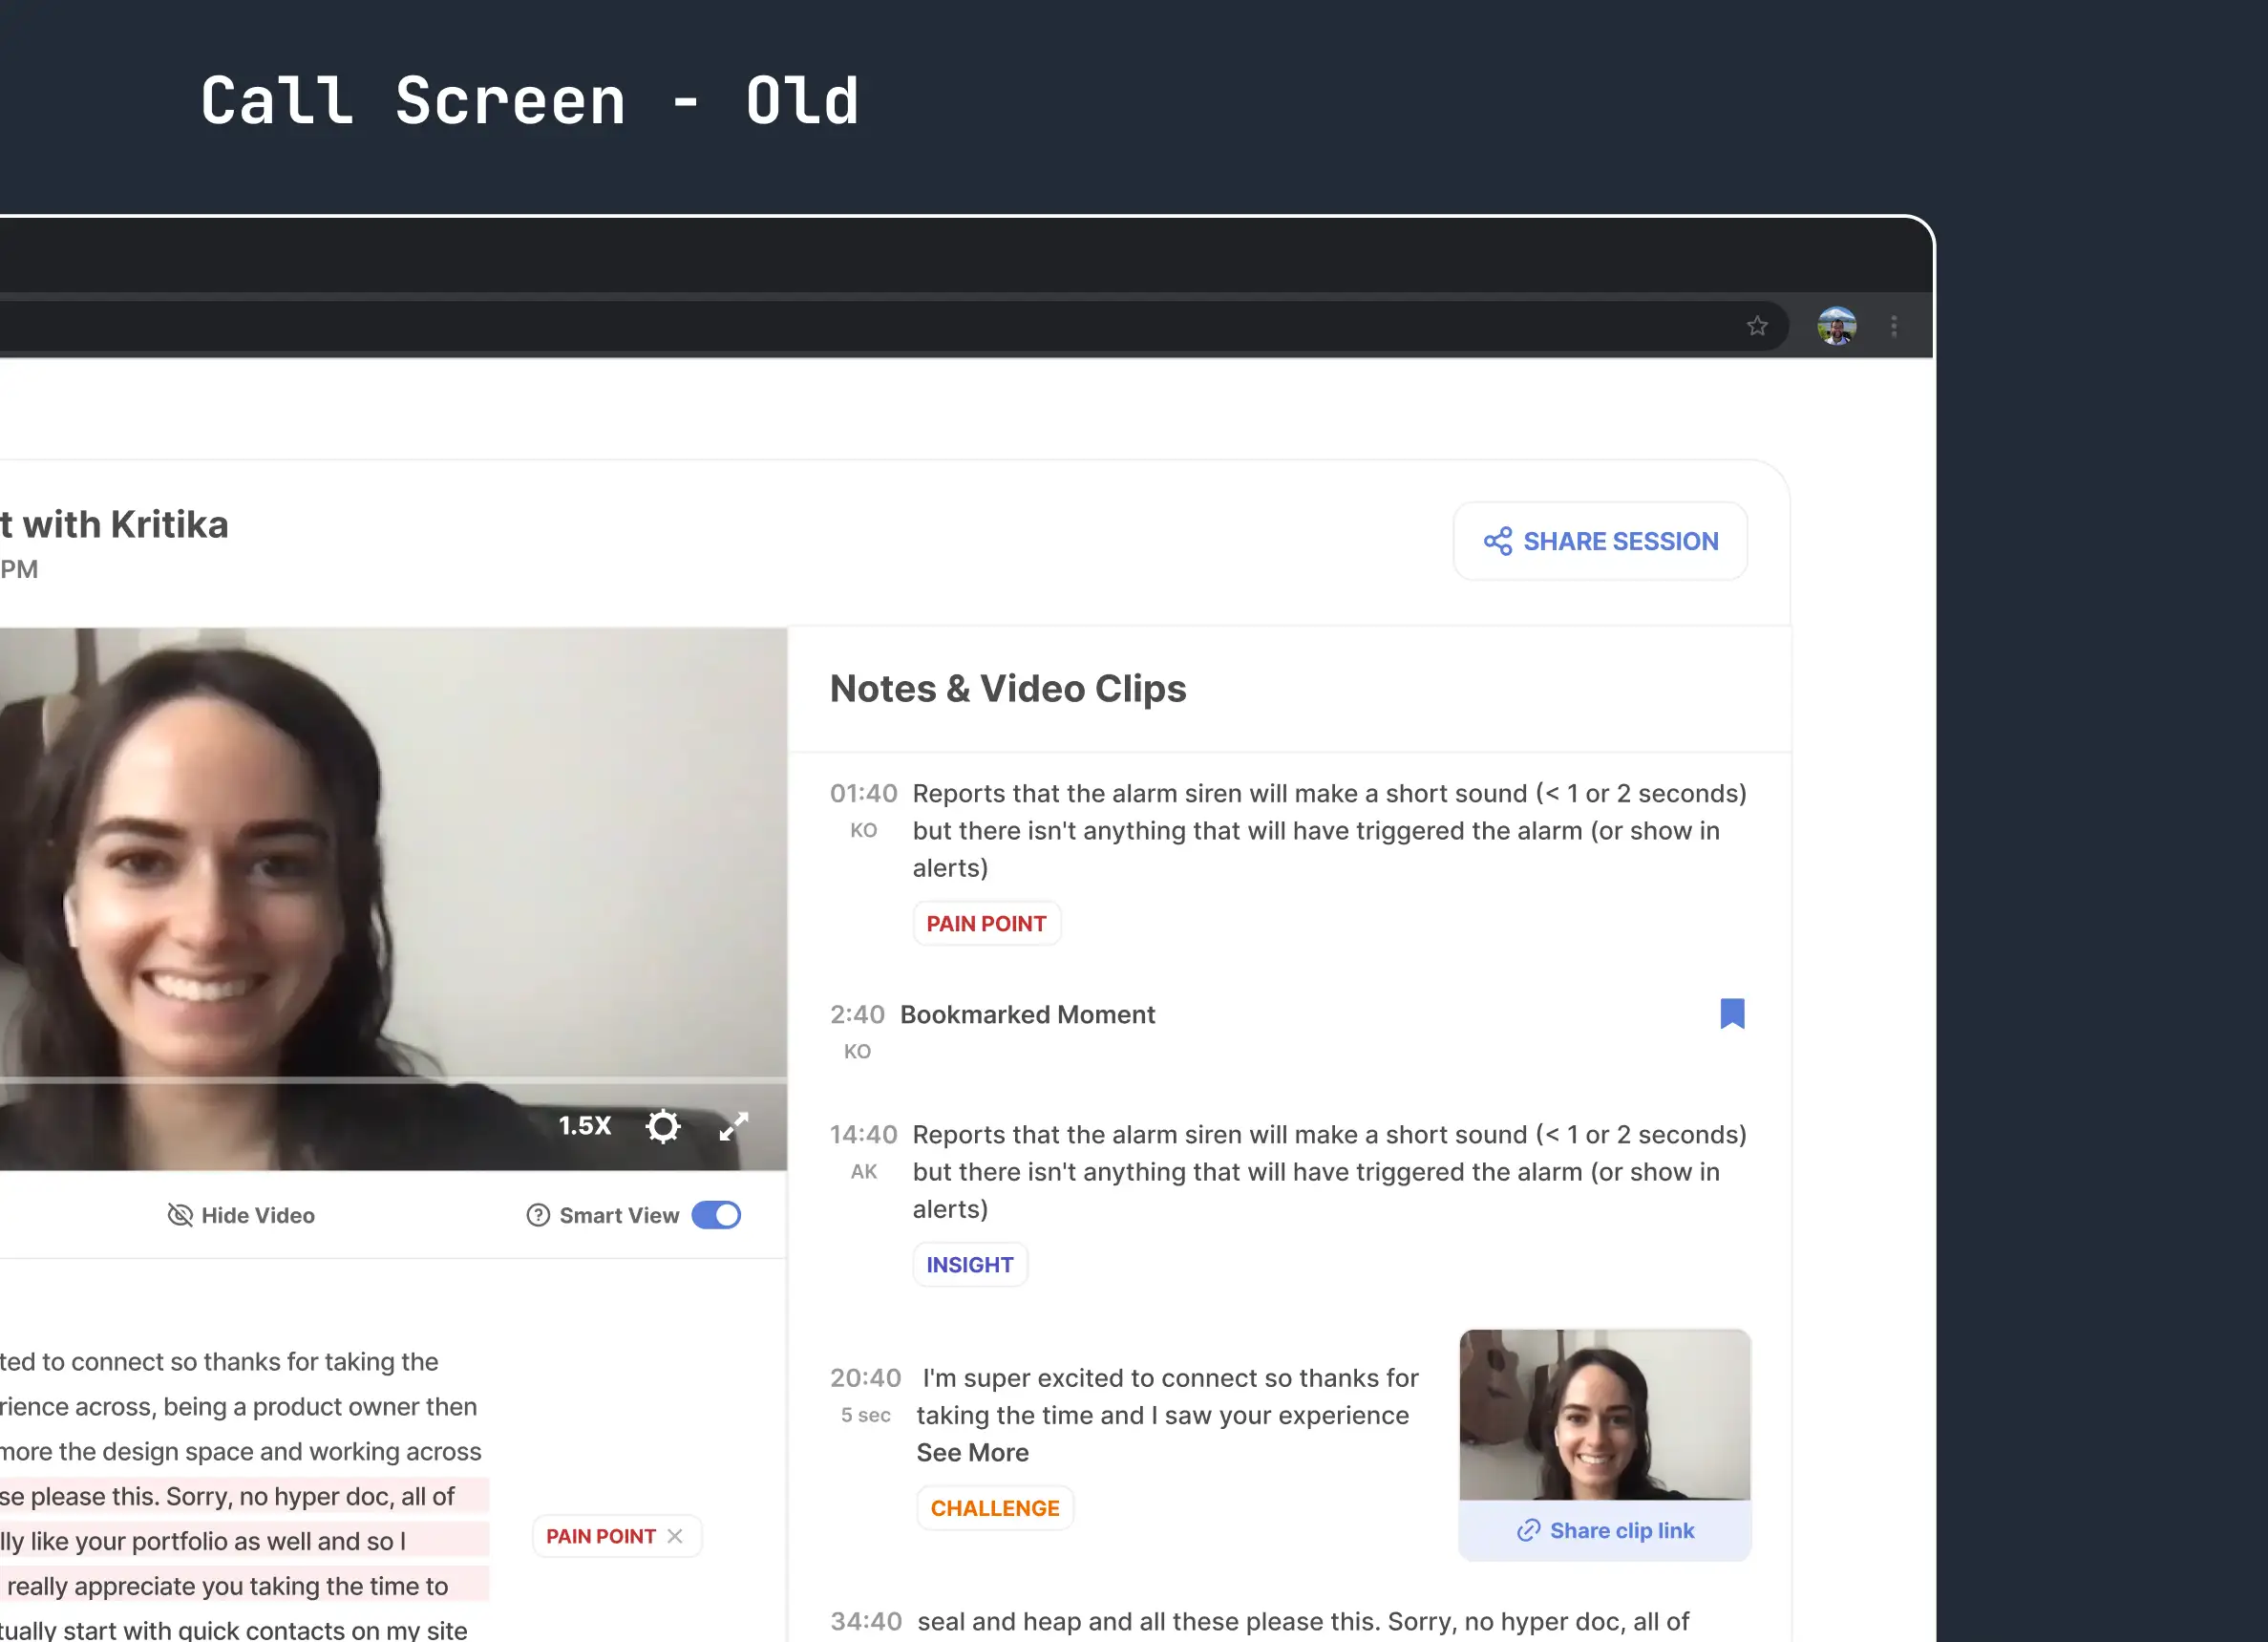 Call Screen - Old
t with Kritika
PM
SHARE SESSION
1.5X
Hide Video
Smart View
ted to connect so thanks for taking the
rience across, being a product owner then
more the design space and working across
se please this. Sorry, no hyper doc, all of
lly like your portfolio as well and so I
really appreciate you taking the time to
tually start with quick contacts on my site
PAIN POINT
Notes & Video Clips
01:40 Reports that the alarm siren will make a short sound (< 1 or 2 seconds)
KO but there isn't anything that will have triggered the alarm (or show in
alerts)
PAIN POINT
2:40 Bookmarked Moment
KO
14:40 Reports that the alarm siren will make a short sound (< 1 or 2 seconds)
AK but there isn't anything that will have triggered the alarm (or show in
alerts)
INSIGHT
20:40 I'm super excited to connect so thanks for
5 sec taking the time and I saw your experience
See More
CHALLENGE
Share clip link
34:40 seal and heap and all these please this. Sorry, no hyper doc, all of